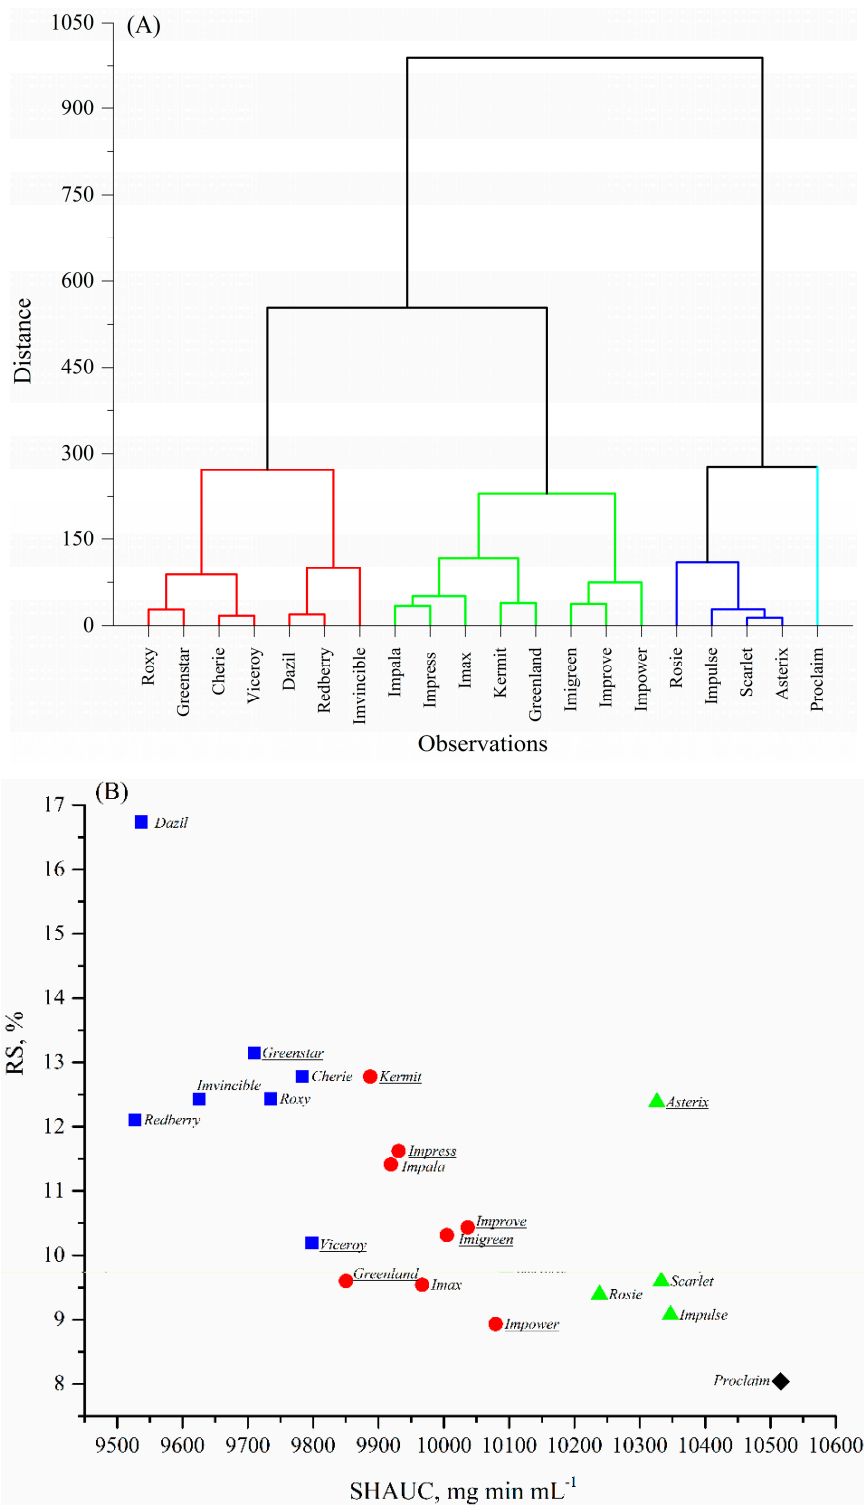 (A)
1050
900
750
600
450
300
150
0
Distance
Roxy
Greenstar
Cherie
Viceroy
Dazil
Redberry
Imvincible
Impala
Impress
Imax
Kermit
Greenland
Imigreen
Improve
Impower
Rosie
Impulse
Scarlet
Asterix
Proclaim
Observations
(B)
17
16
15
14
13
12
11
10
9
8
RS, %
Dazil
Greenstar
Cherie
Kermit
Imvincible
Roxy
Asterix
Redberry
Impress
Impala
Improve
Imigreen
Viceroy
Greenland
Imax
Scarlet
Rosie
Impulse
Impower
Proclaim
9500 9600 9700 9800 9900 10000 10100 10200 10300 10400 10500 10600
SHAUC, mg min mL⁻¹